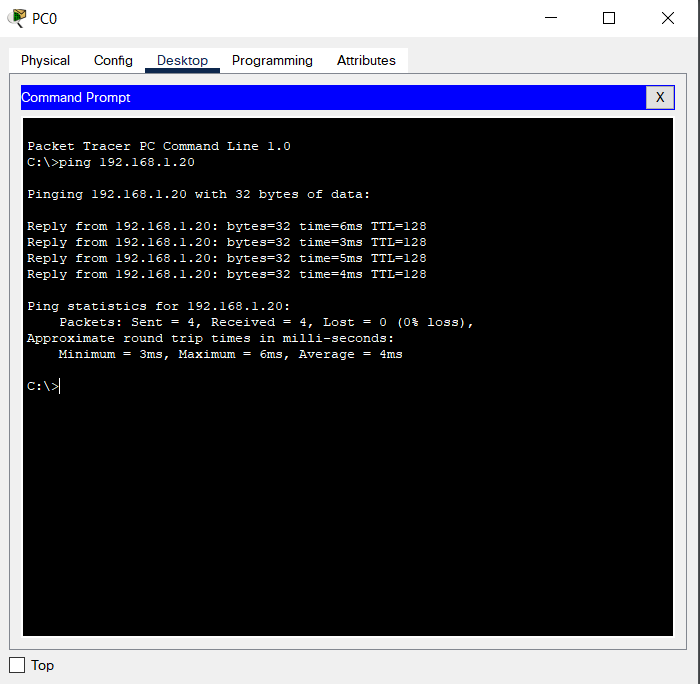 PC0
Physical Config Desktop Programming Attributes
Command Prompt X
Packet Tracer PC Command Line 1.0
C:\>ping 192.168.1.20
Pinging 192.168.1.20 with 32 bytes of data:
Reply from 192.168.1.20: bytes=32 time=6ms TTL=128
Reply from 192.168.1.20: bytes=32 time=3ms TTL=128
Reply from 192.168.1.20: bytes=32 time=5ms TTL=128
Reply from 192.168.1.20: bytes=32 time=4ms TTL=128
Ping statistics for 192.168.1.20:
Packets: Sent = 4, Received = 4, Lost = 0 (0% loss),
Approximate round trip times in milli-seconds:
Minimum = 3ms, Maximum = 6ms, Average = 4ms
C:\>
Top